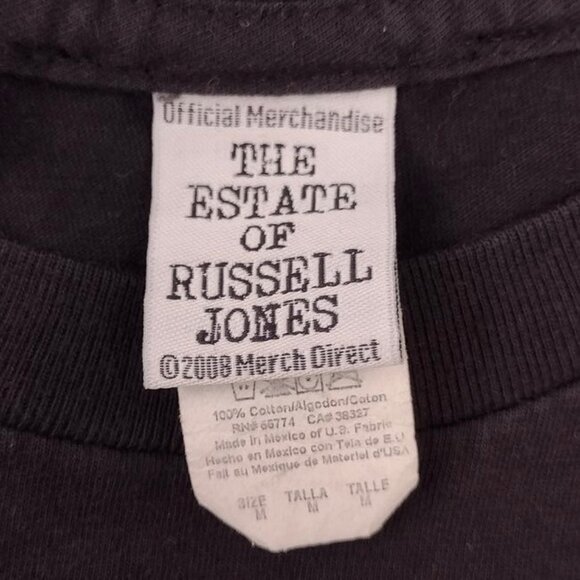 Official Merchandise
THE
ESTATE
OF
RUSSELL
JONES
©2008 Merch Direct
100% Cotton/Algodon/Coton
RN# 66774 CA# 38327
Made in Mexico of U.S. Fabric
Hecho en Mexico con Tela de E.U
Fait au Mexique de Materiel d'USA
SIZE TALLA TALLE
M M M